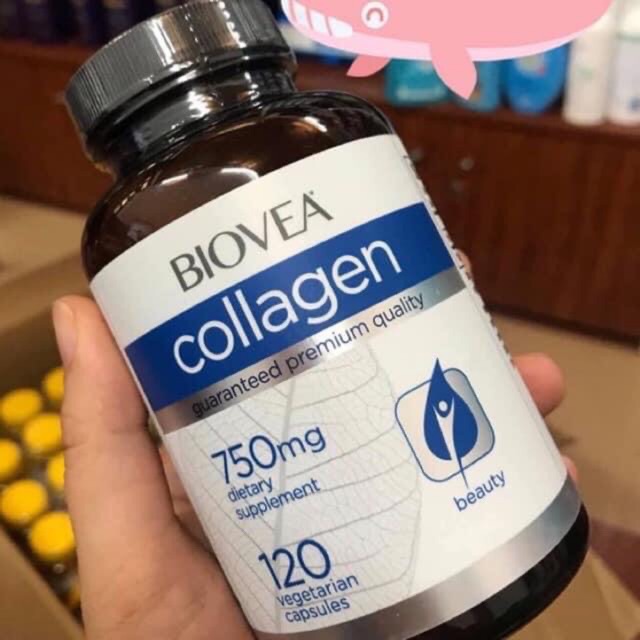 BIOVEA
collagen
guaranteed premium quality
750mg
dietary
supplement
beauty
120
vegetarian
capsules